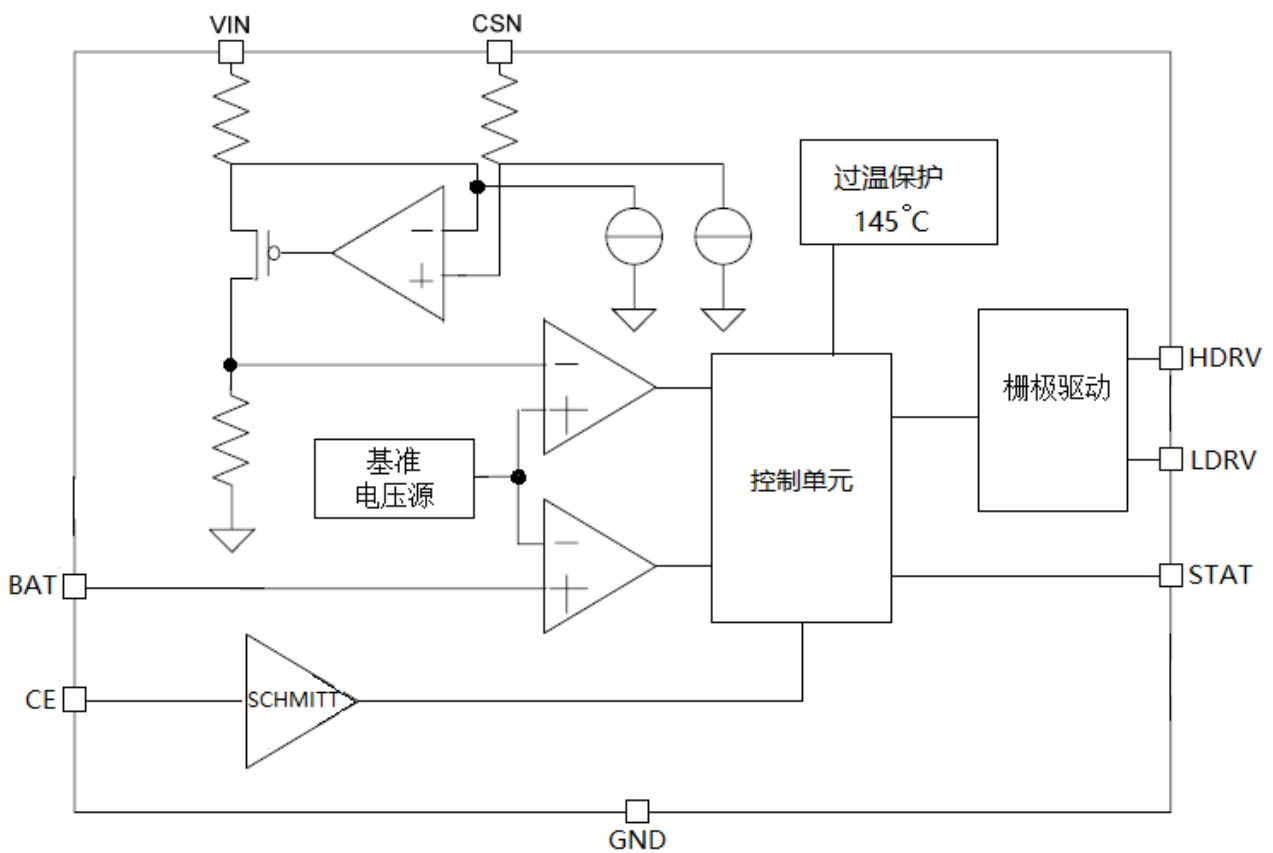 VIN
CSN
过温保护
145°C
HDRV
栅极驱动
基准
电压源
LDRV
控制单元
BAT
STAT
CE
SCHMITT
GND